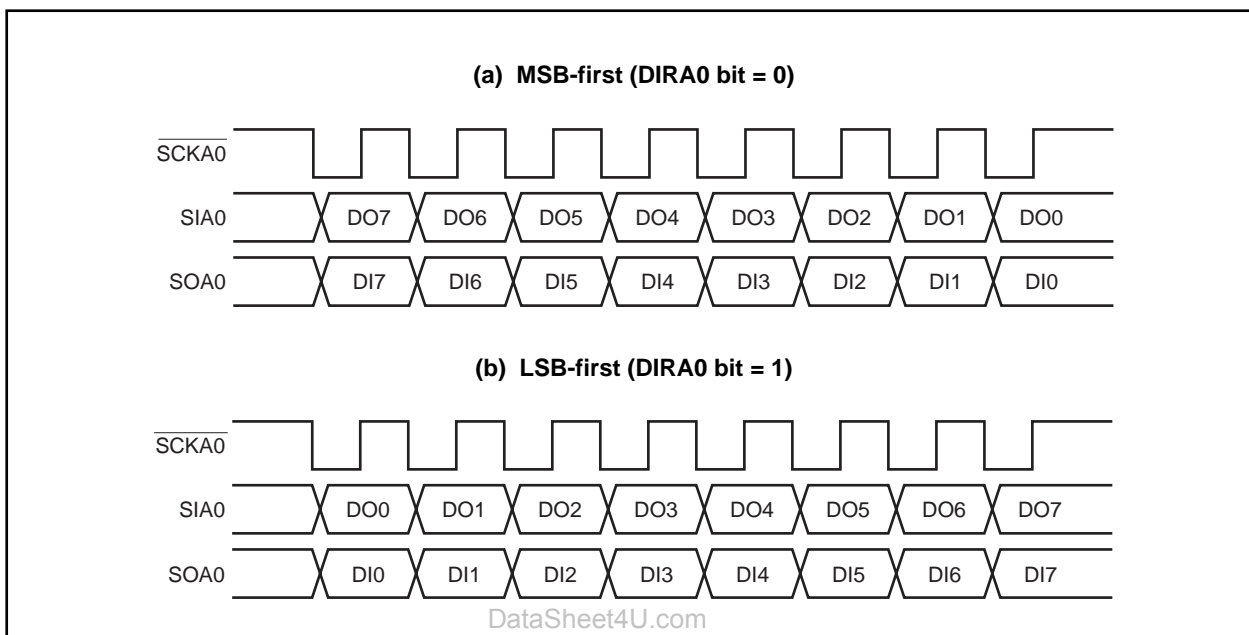 (a) MSB-first (DIRA0 bit = 0)
SCKA0
SIA0 DO7 DO6 DO5 DO4 DO3 DO2 DO1 DO0
SOA0 DI7 DI6 DI5 DI4 DI3 DI2 DI1 DI0
(b) LSB-first (DIRA0 bit = 1)
SCKA0
SIA0 DO0 DO1 DO2 DO3 DO4 DO5 DO6 DO7
SOA0 DI0 DI1 DI2 DI3 DI4 DI5 DI6 DI7
DataSheet4U.com